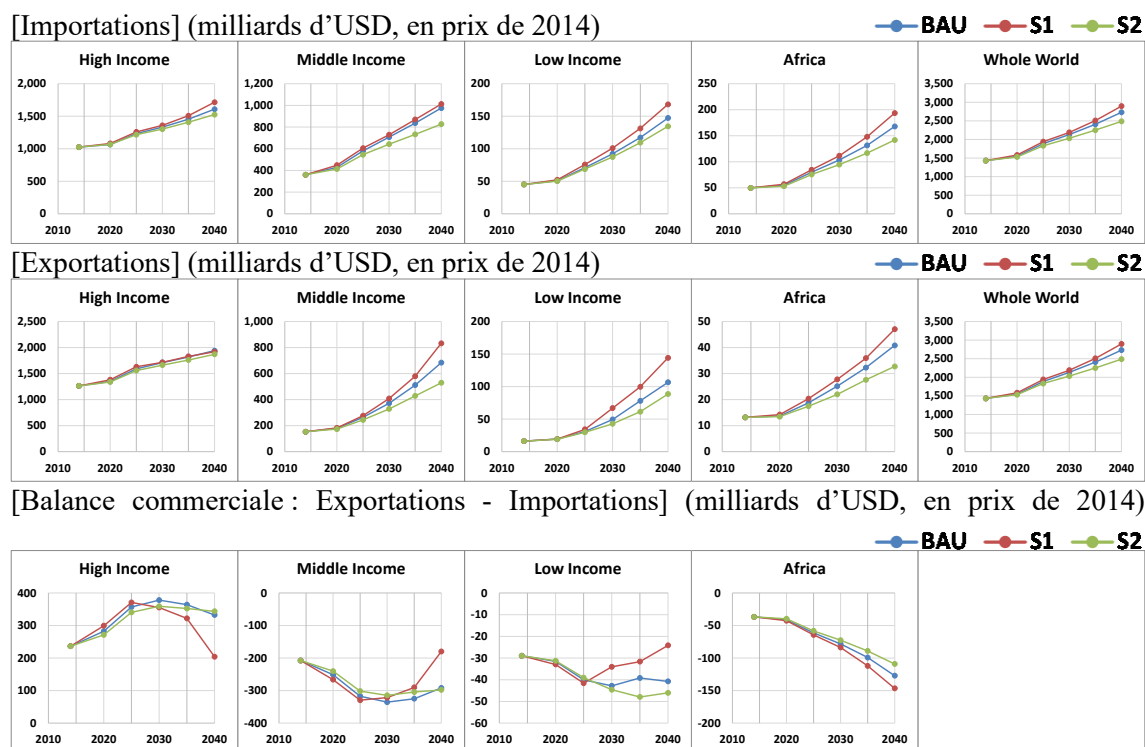 [Importations] (milliards d’USD, en prix de 2014)
BAU S1 S2
High Income Middle Income Low Income Africa Whole World
2,000 1,200 200 250 3,500
1,500 1,000 150 200 3,000
1,000 800 100 150 2,500
500 600 50 100 2,000
0 400 0 50 1,500
200 0 1,000
0 500
0
2010 2020 2030 2040 2010 2020 2030 2040 2010 2020 2030 2040 2010 2020 2030 2040 2010 2020 2030 2040
[Exportations] (milliards d’USD, en prix de 2014)
BAU S1 S2
High Income Middle Income Low Income Africa Whole World
2,500 1,000 200 50 3,500
2,000 800 150 40 3,000
1,500 600 100 30 2,500
1,000 400 50 20 2,000
500 200 0 10 1,500
0 0 0 1,000
500
0
2010 2020 2030 2040 2010 2020 2030 2040 2010 2020 2030 2040 2010 2020 2030 2040 2010 2020 2030 2040
[Balance commerciale : Exportations - Importations] (milliards d’USD, en prix de 2014)
BAU S1 S2
High Income Middle Income Low Income Africa
400 0 0 0
300 -100 -10 -50
200 -200 -20 -100
100 -300 -30 -150
0 -400 -40 -200
-50
-60
2010 2020 2030 2040 2010 2020 2030 2040 2010 2020 2030 2040 2010 2020 2030 2040